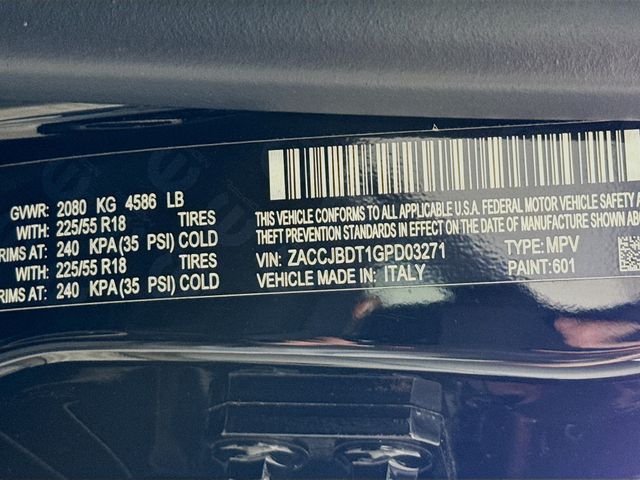 GVWR: 2080 KG 4586 LB
WITH: 225/55 R18 TIRES
RIMS AT: 240 KPA(35 PSI) COLD
WITH: 225/55 R18 TIRES
RIMS AT: 240 KPA(35 PSI) COLD
THIS VEHICLE CONFORMS TO ALL APPLICABLE U.S.A. FEDERAL MOTOR VEHICLE SAFETY
THEFT PREVENTION STANDARDS IN EFFECT ON THE DATE OF MANUFACTURE SHOWN
VIN: ZACCJBDT1GPD03271 TYPE: MPV
VEHICLE MADE IN: ITALY PAINT: 601